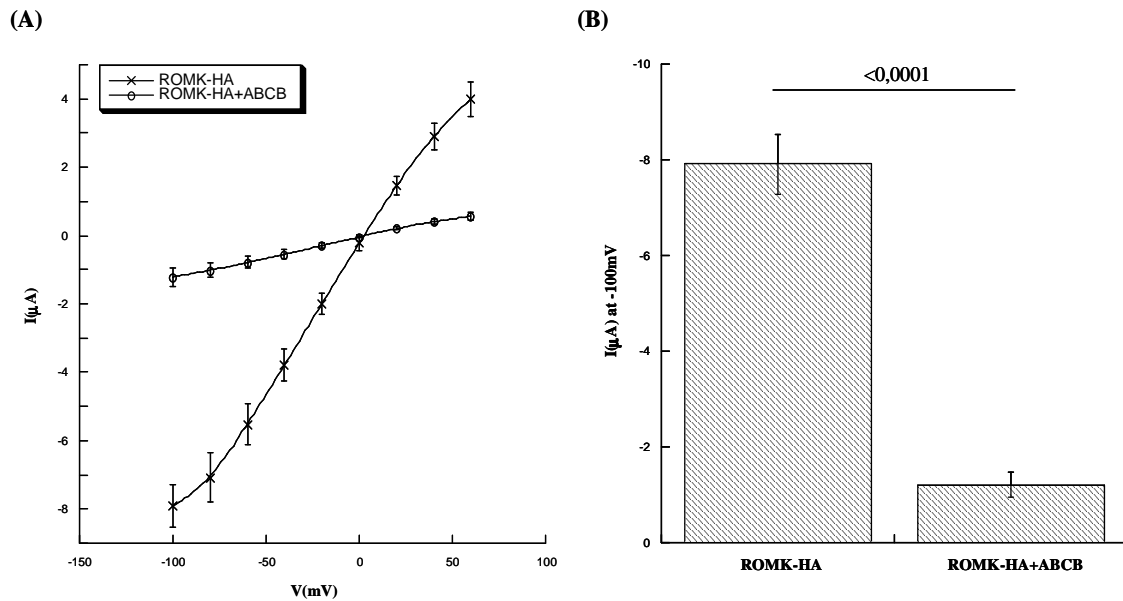 (A)
(B)
ROMK-HA
ROMK-HA+ABCB
4
2
0
-2
-4
-6
-8
I(μA)
-150
-100
-50
0
50
100
V(mV)
<0,0001
-10
-8
-6
-4
-2
0
I(μA) at -100mV
ROMK-HA
ROMK-HA+ABCB